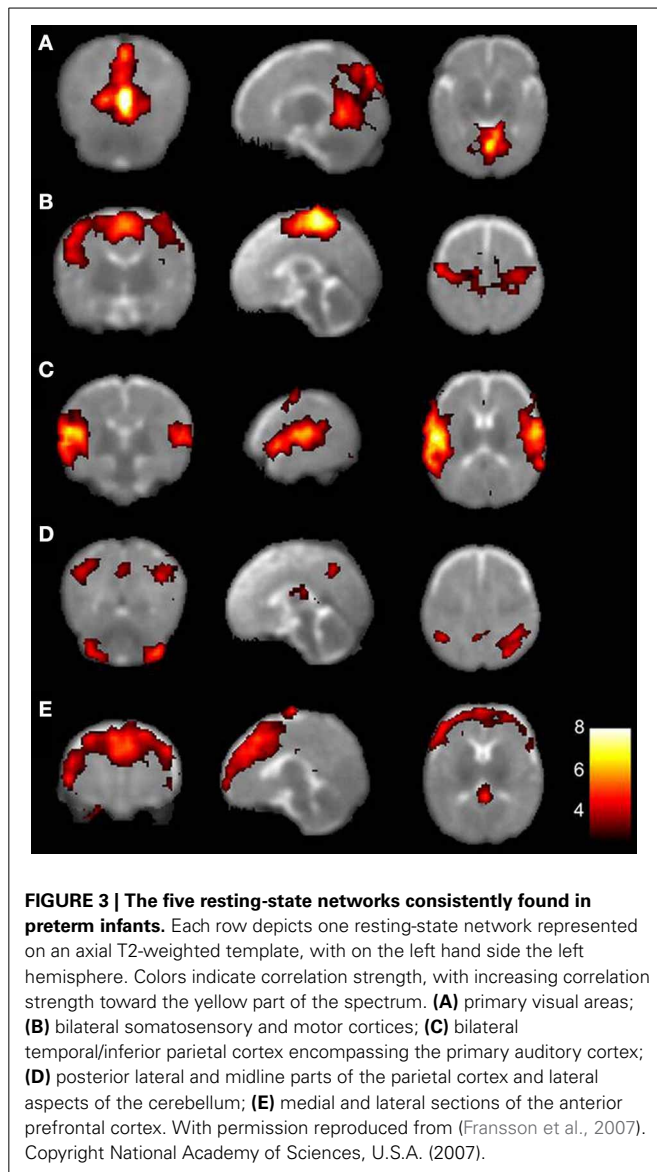 A
B
C
D
E
8
6
4
FIGURE 3 | The five resting-state networks consistently found in
preterm infants. Each row depicts one resting-state network represented
on an axial T2-weighted template, with on the left hand side the left
hemisphere. Colors indicate correlation strength, with increasing correlation
strength toward the yellow part of the spectrum. (A) primary visual areas;
(B) bilateral somatosensory and motor cortices; (C) bilateral
temporal/inferior parietal cortex encompassing the primary auditory cortex;
(D) posterior lateral and midline parts of the parietal cortex and lateral
aspects of the cerebellum; (E) medial and lateral sections of the anterior
prefrontal cortex. With permission reproduced from (Fransson et al., 2007).
Copyright National Academy of Sciences, U.S.A. (2007).